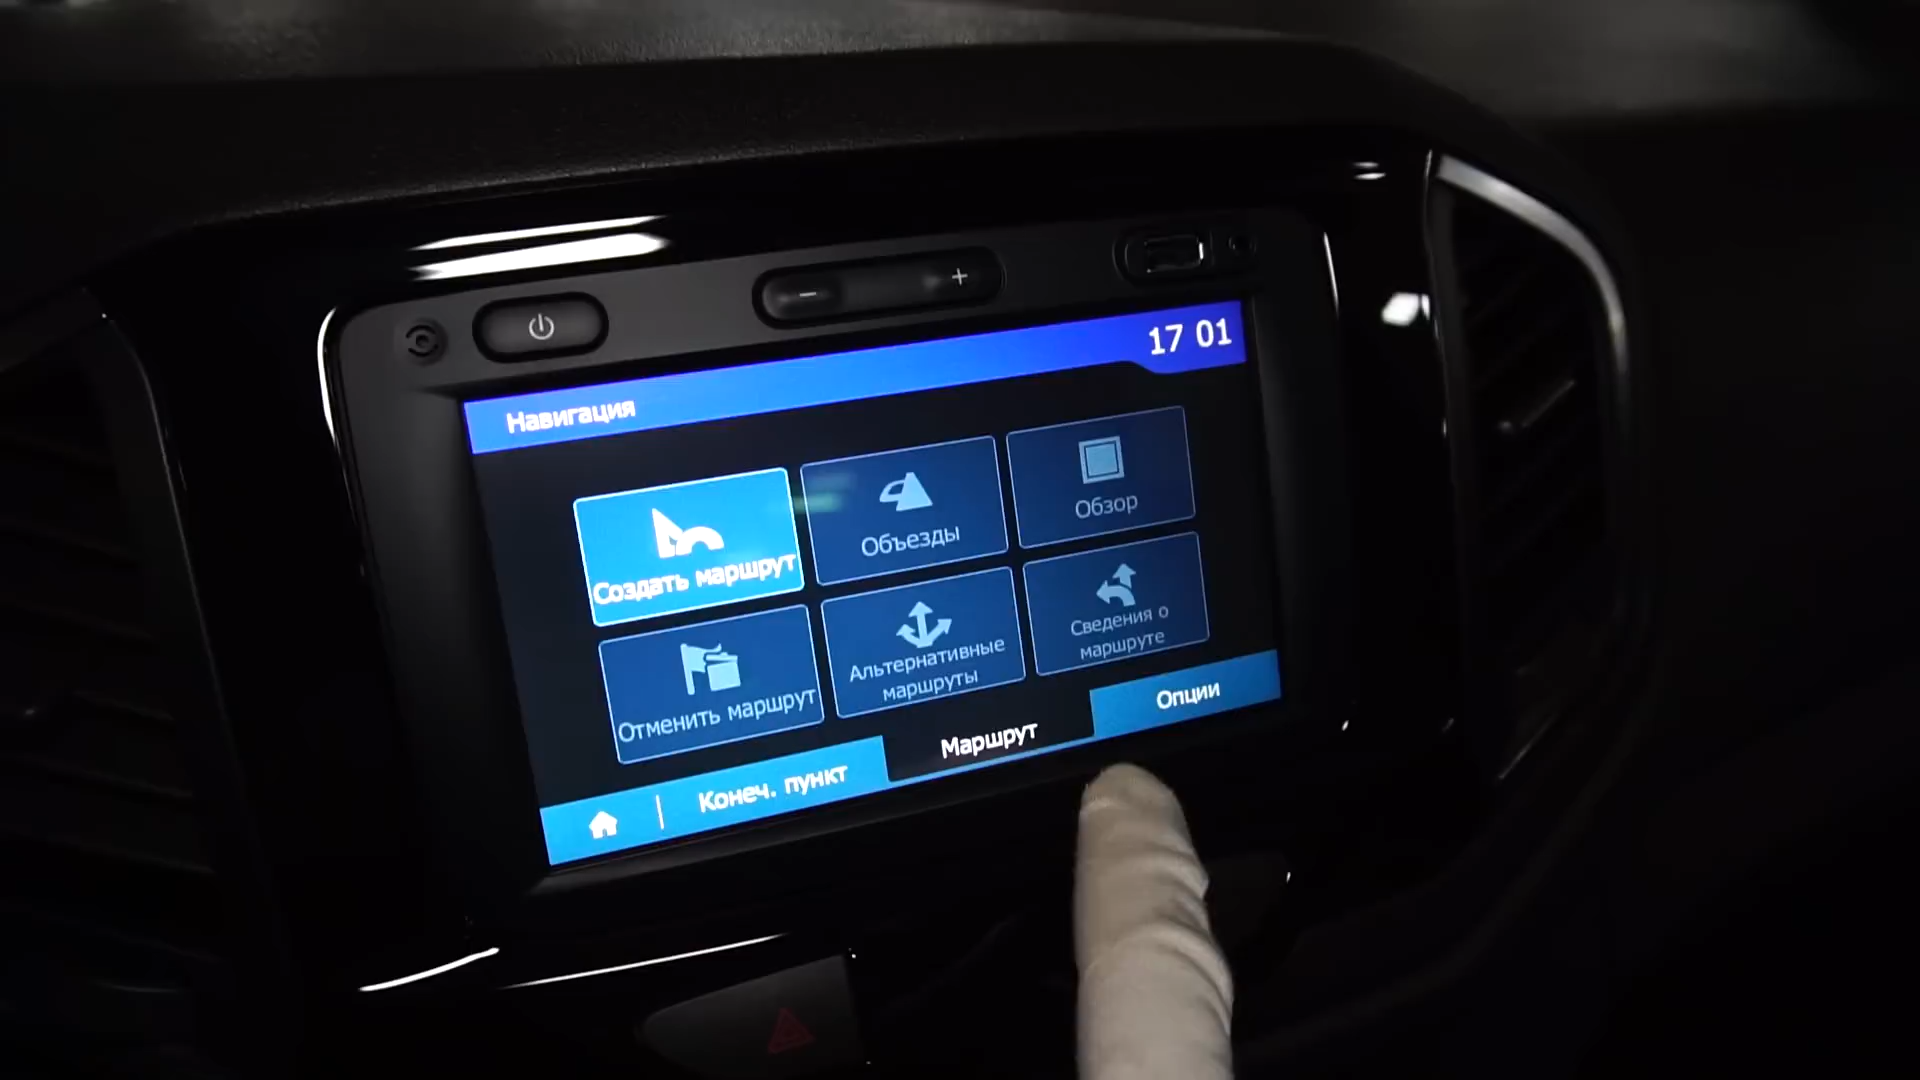 17 01
Навигация
Создать маршрут
Объезды
Обзор
Отменить маршрут
Альтернативные
маршруты
Сведения о
маршруте
Конеч. пункт
Маршрут
Опции